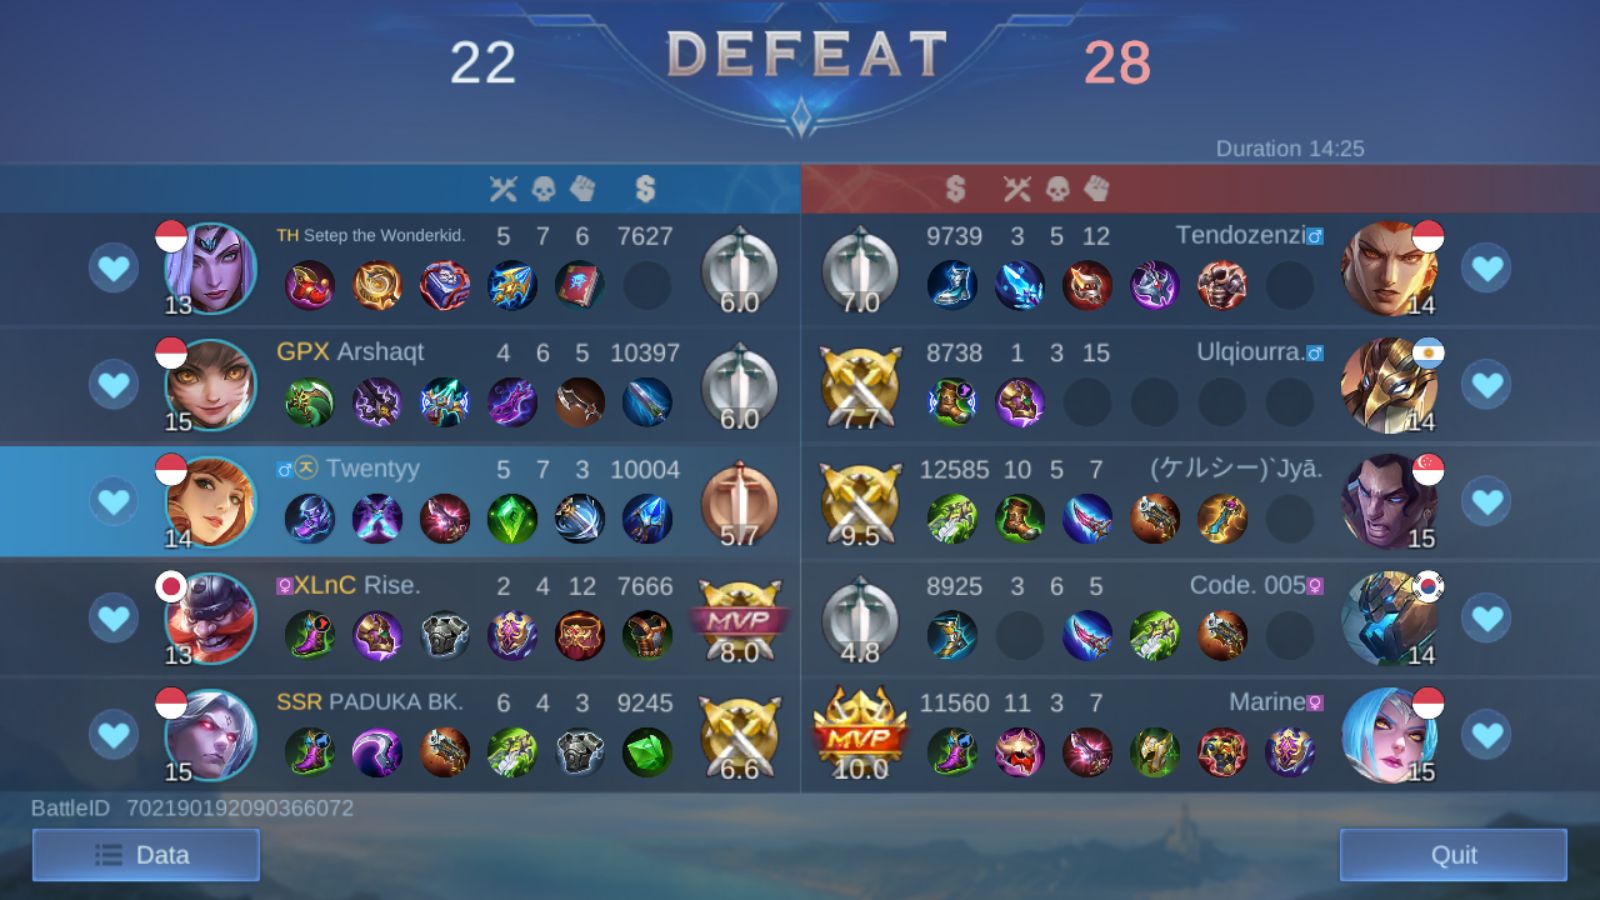 22 DEFEAT 28
Duration 14:25
TH Setep the Wonderkid. 5 7 6 7627
13 6.0
9739 3 5 12 Tendozenzi
7.0 14
GPX Arshaqt 4 6 5 10397
15 6.0
8738 1 3 15 Ulqiourra.
7.7 14
Twentyy 5 7 3 10004
14 5.7
12585 10 5 7 (ケルシー)`Jyā.
9.5 15
XLnC Rise. 2 4 12 7666
MVP
13 8.0
8925 3 6 5 Code. 005
4.8 14
SSR PADUKA BK. 6 4 3 9245
15 6.6
11560 11 3 7 Marine
MVP
10.0 15
BattleID 702190192090366072
Data
Quit